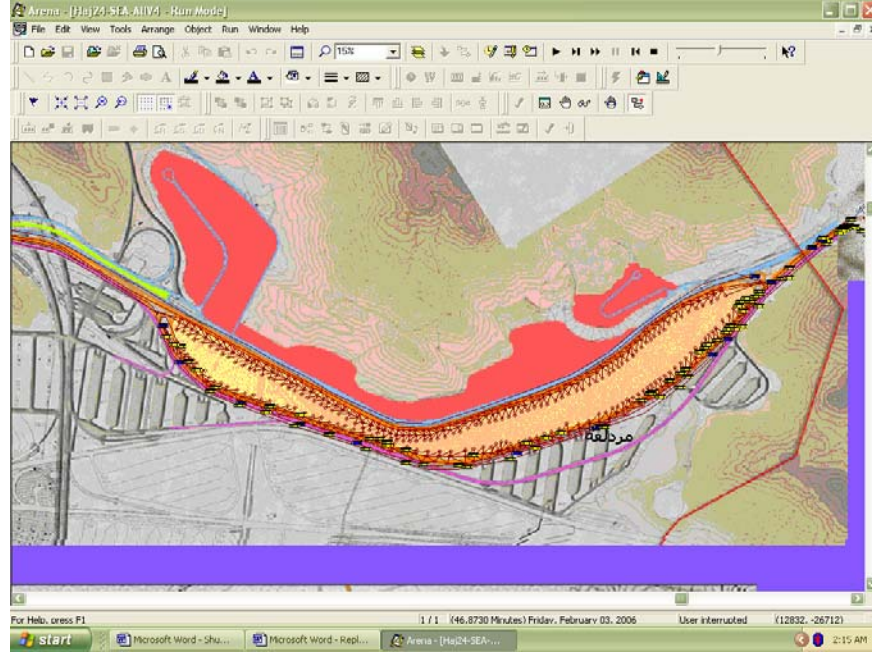 Arena - [Haj24-SEA-AllV4 - Run Mode]
File Edit View Tools Arrange Object Run Window Help
15%
مزدلفة
For Help, press F1
1 / 1 (46.8730 Minutes) Friday, February 03, 2006 User interrupted (12832, -26712)
start Microsoft Word - Shu... Microsoft Word - Repl... Arena - [Haj24-SEA-... 2:15 AM